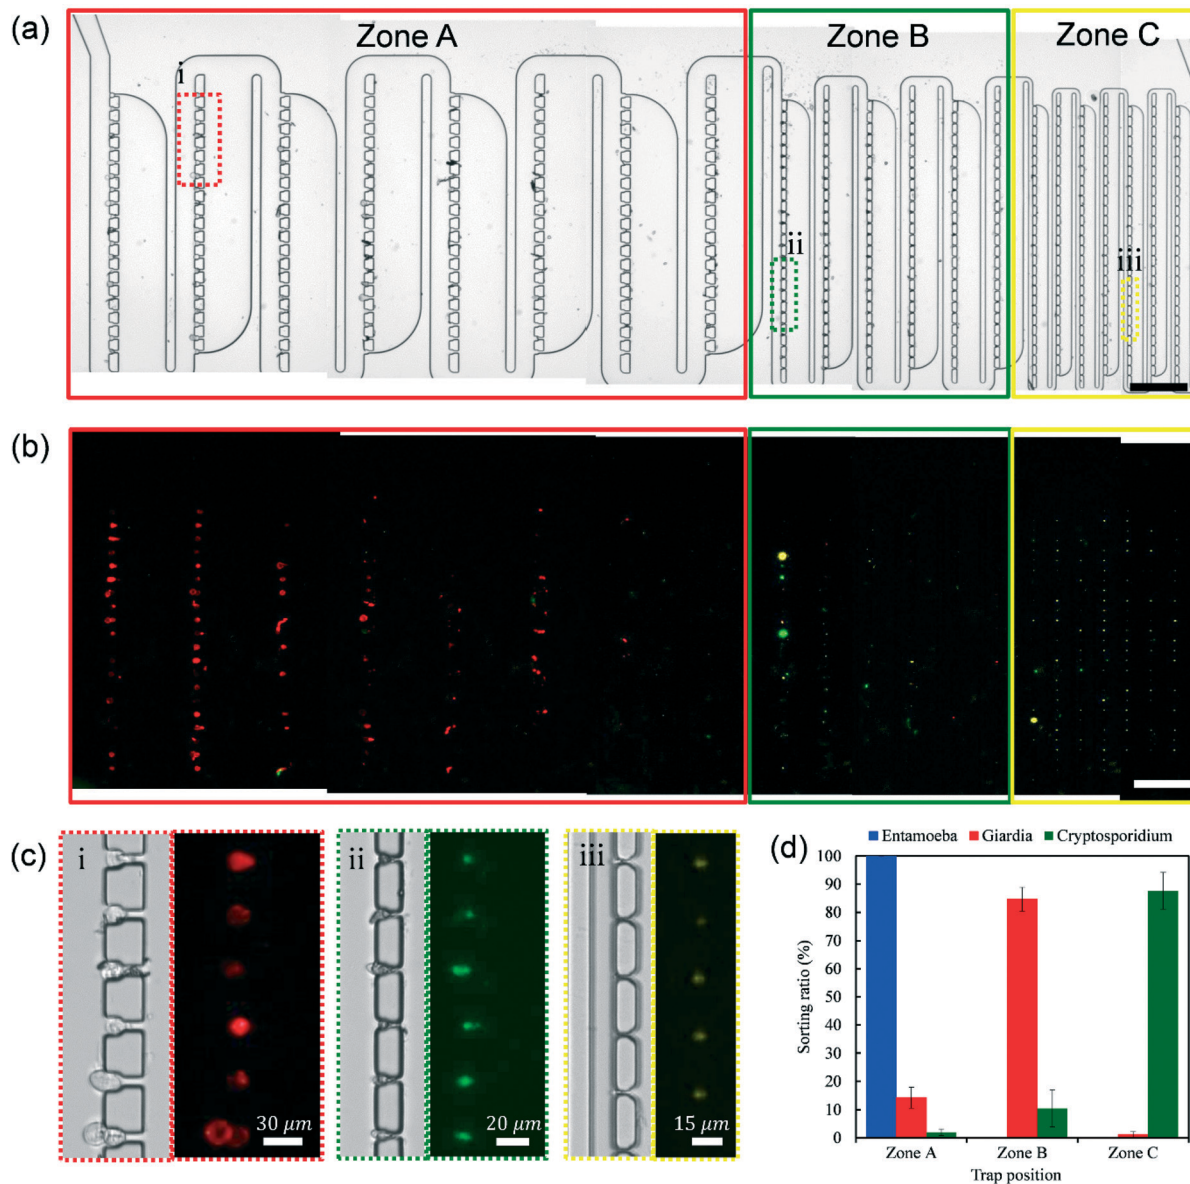 (a)
Zone A
Zone B
Zone C
i
ii
iii
(b)
(c)
i
30 μm
ii
20 μm
iii
15 μm
(d)
Entamoeba Giardia Cryptosporidium
100
90
80
70
60
50
40
30
20
10
0
Sorting ratio (%)
Zone A Zone B Zone C
Trap position